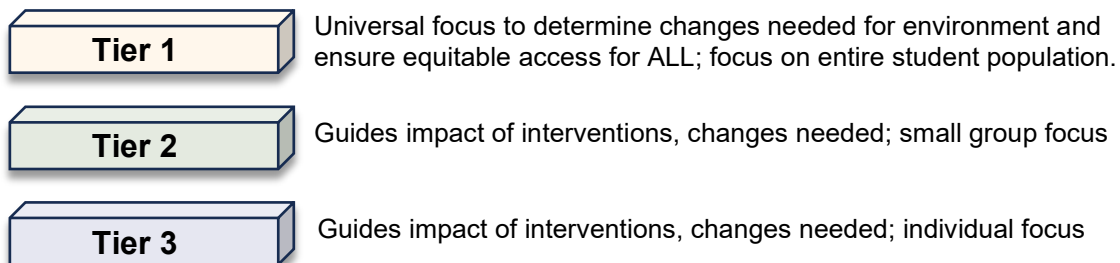 Tier 1
Universal focus to determine changes needed for environment and
ensure equitable access for ALL; focus on entire student population.
Tier 2
Guides impact of interventions, changes needed; small group focus
Tier 3
Guides impact of interventions, changes needed; individual focus